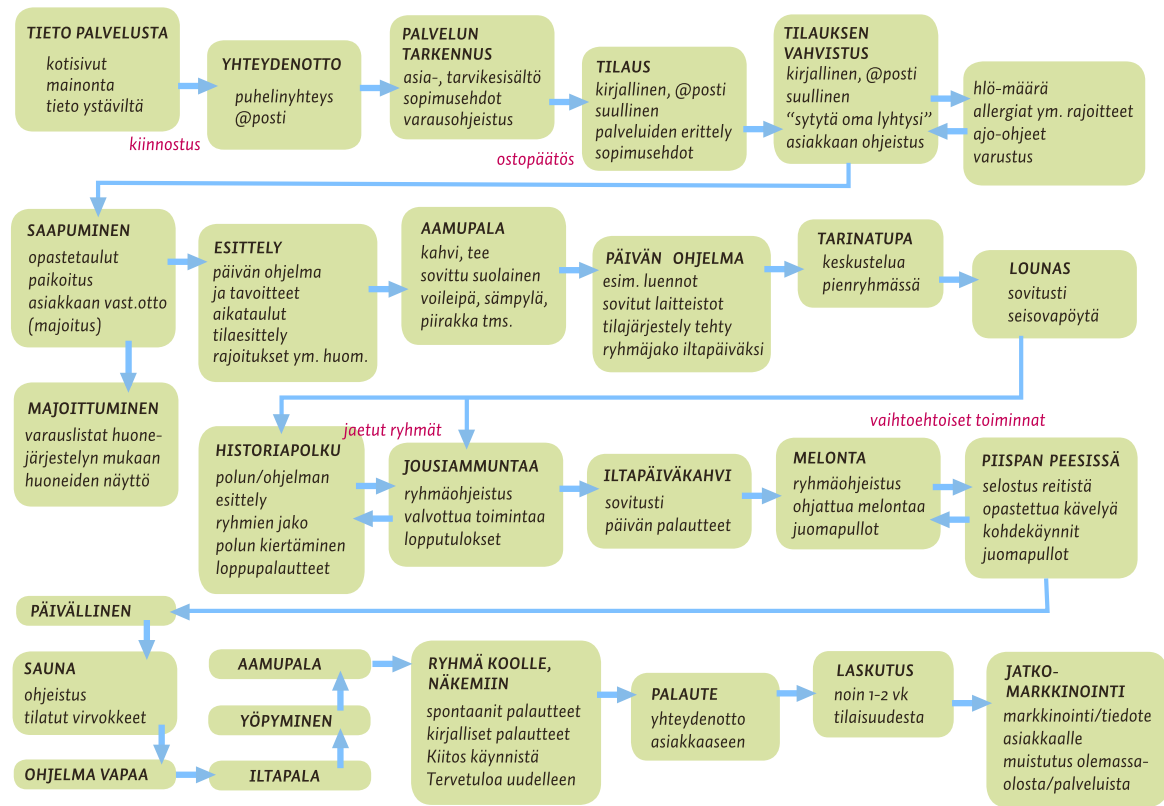 TIETO PALVELUSTA
kotisivut
mainonta
tieto ystäviltä
kiinnostus
YHTEYDENOTTO
puhelinyhteys
@posti
PALVELUN
TARKENNUS
asia-, tarvikesisältö
sopimusehdot
varausohjeistus
ostopäätös
TILAUS
kirjallinen, @posti
suullinen
palveluiden erittely
sopimusehdot
TILAUKSEN
VAHVISTUS
kirjallinen, @posti
suullinen
“sytytä oma lyhtysi”
asiakkaan ohjeistus
hlö-määrä
allergiat ym. rajoitteet
ajo-ohjeet
varustus
SAAPUMINEN
opastetaulut
paikoitus
asiakkaan vast.otto
(majoitus)
MAJOITTUMINEN
varauslistat huone-
järjestelyn mukaan
huoneiden näyttö
ESITTELY
päivän ohjelma
ja tavoitteet
aikataulut
tilaesittely
rajoitukset ym. huom.
AAMUPALA
kahvi, tee
sovittu suolainen
voileipä, sämpylä,
piirakka tms.
PÄIVÄN OHJELMA
esim. luennot
sovitut laitteistot
tilajärjestely tehty
ryhmäjako iltapäiväksi
TARINATUPA
keskustelua
pienryhmässä
LOUNAS
sovitusti
seisovapöytä
jaetut ryhmät
HISTORIAPOLKU
polun/ohjelman
esittely
ryhmien jako
polun kiertäminen
loppupalautteet
JOUSIAMMUNTAA
ryhmäohjeistus
valvottua toimintaa
lopputulokset
ILTAPÄIVÄKAHVI
sovitusti
päivän palautteet
vaihtoehtoiset toiminnat
MELONTA
ryhmäohjeistus
ohjattua melontaa
juomapullot
PIISPAN PEESISSÄ
selostus reitistä
opastettua kävelyä
kohdekäynnit
juomapullot
PÄIVÄLLINEN
SAUNA
ohjeistus
tilatut virvokkeet
OHJELMA VAPAA
ILTAPALA
YÖPYMINEN
AAMUPALA
RYHMÄ KOOLLE,
NÄKEMIIN
spontaanit palautteet
kirjalliset palautteet
Kiitos käynnistä
Tervetuloa uudelleen
PALAUTE
yhteydenotto
asiakkaaseen
LASKUTUS
noin 1-2 vk
tilaisuudesta
JATKO-
MARKKINOINTI
markkinointi/tiedote
asiakkaalle
muistutus olemassa-
olosta/palveluista